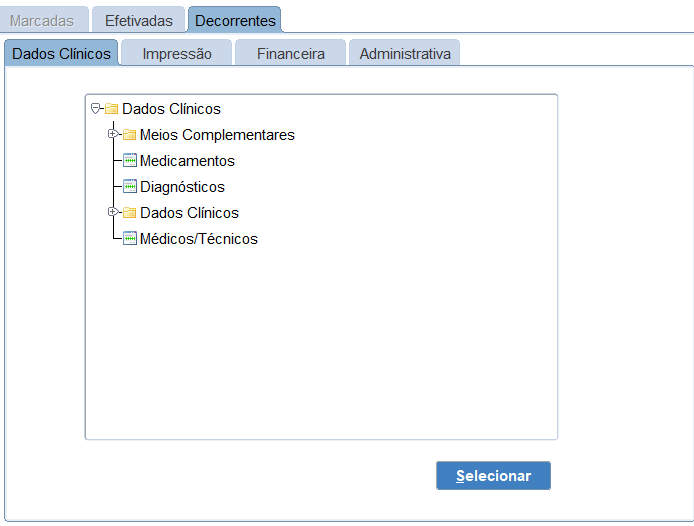 Marcadas Efetivadas Decorrentes
Dados Clínicos Impressão Financeira Administrativa
Dados Clínicos
Meios Complementares
Medicamentos
Diagnósticos
Dados Clínicos
Médicos/Técnicos
Selecionar